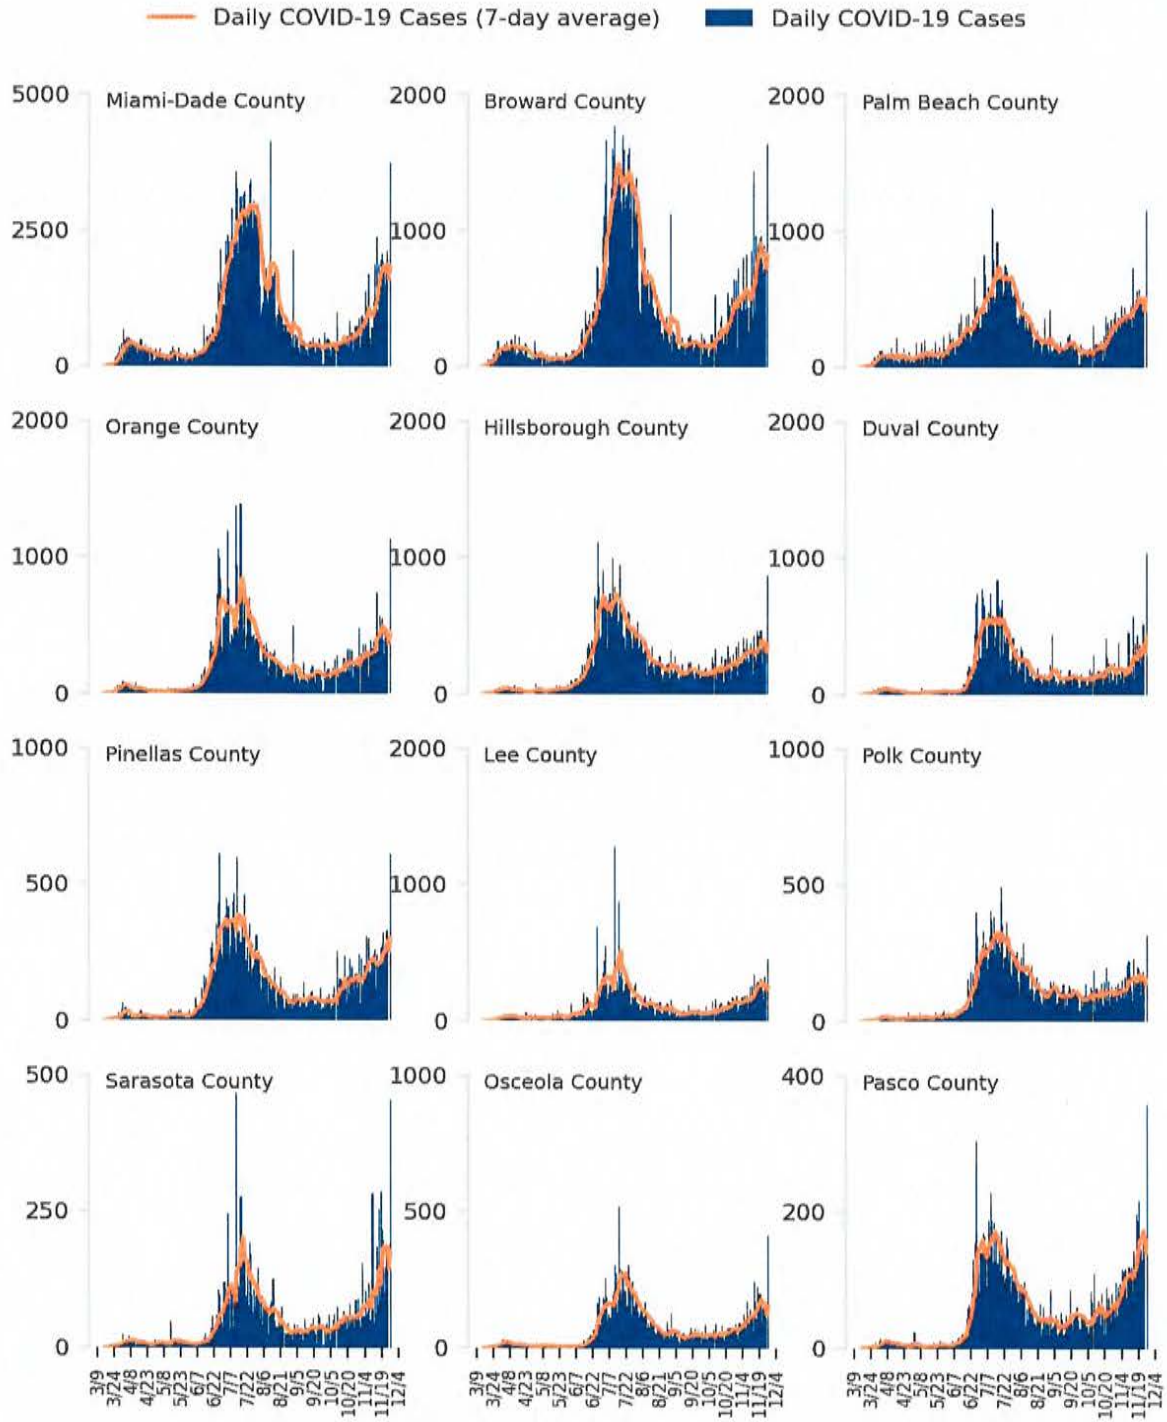 Daily COVID-19 Cases (7-day average) Daily COVID-19 Cases
Miami-Dade County
5000
2500
0
Broward County
2000
1000
0
Palm Beach County
2000
1000
0
Orange County
2000
1000
0
Hillsborough County
2000
1000
0
Duval County
2000
1000
0
Pinellas County
1000
500
0
Lee County
2000
1000
0
Polk County
1000
500
0
Sarasota County
500
250
0
Osceola County
1000
500
0
Pasco County
400
200
0
3/9 3/24 4/8 4/23 5/8 5/23 6/7 6/22 7/7 7/22 8/6 8/21 9/5 9/20 10/5 10/20 11/4 11/19 12/4
3/9 3/24 4/8 4/23 5/8 5/23 6/7 6/22 7/7 7/22 8/6 8/21 9/5 9/20 10/5 10/20 11/4 11/19 12/4
3/9 3/24 4/8 4/23 5/8 5/23 6/7 6/22 7/7 7/22 8/6 8/21 9/5 9/20 10/5 10/20 11/4 11/19 12/4